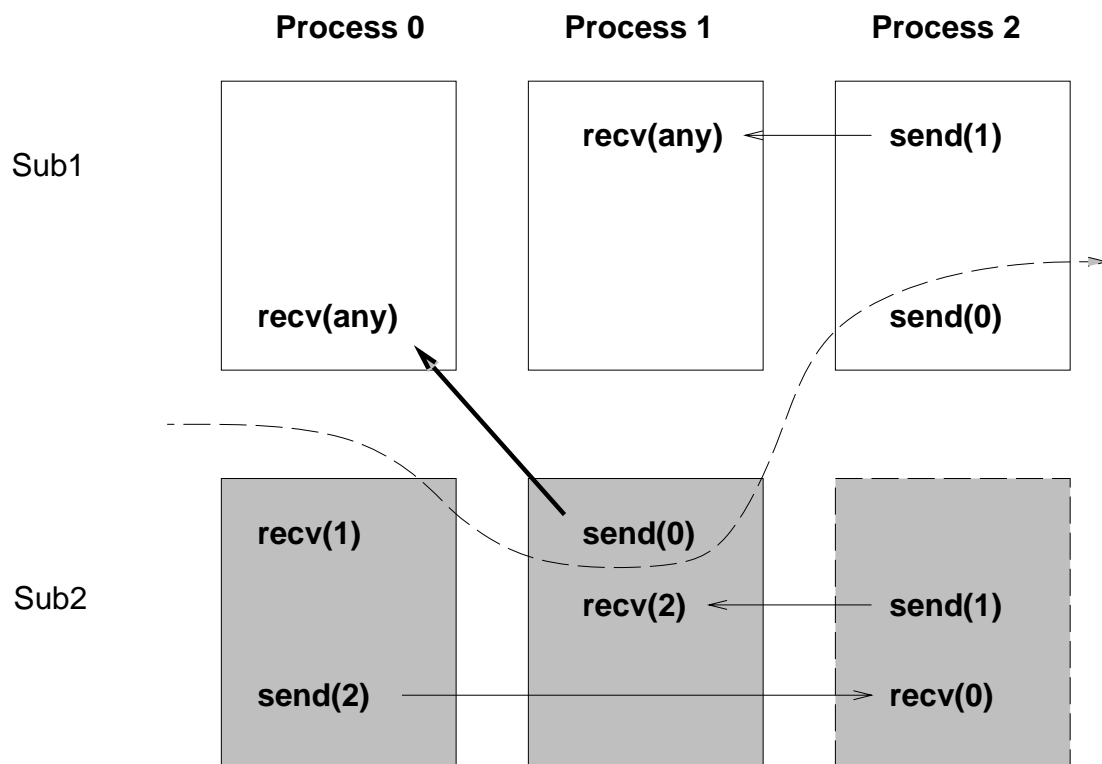 Process 0
Process 1
Process 2
Sub1
recv(any)
send(1)
recv(any)
send(0)
Sub2
recv(1)
send(0)
recv(2)
send(1)
send(2)
recv(0)